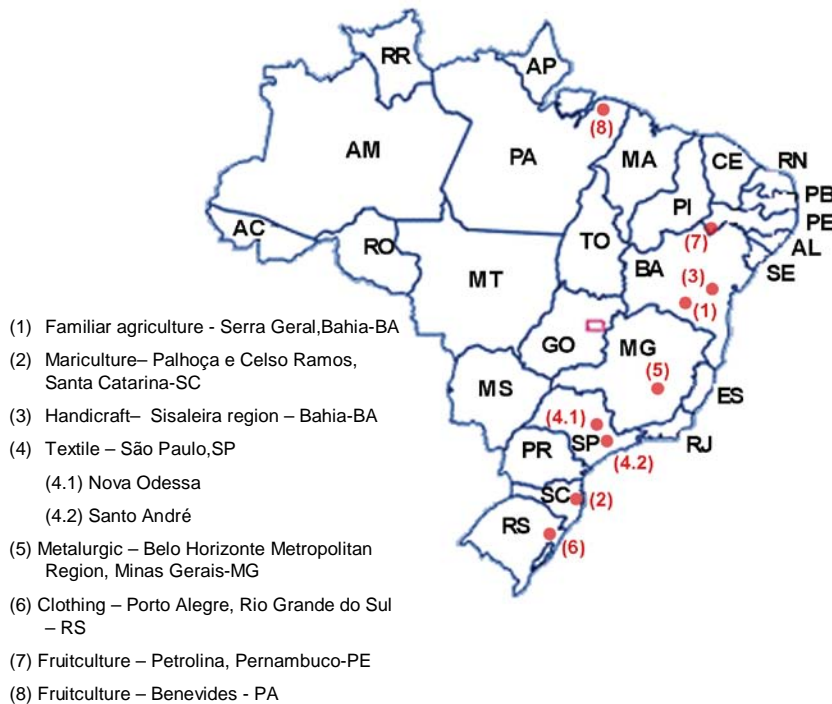 RR
AP
(8)
AM
PA
MA
CE
RN
PB
PI
PE
AC
(7)
AL
RO
TO
BA
SE
MT
(3)
(1)
(1) Familiar agriculture - Serra Geral,Bahia-BA
GO
MG
(2) Mariculture– Palhoça e Celso Ramos,
Santa Catarina-SC
(5)
MS
ES
(3) Handicraft– Sisaleira region – Bahia-BA
(4.1)
(4) Textile – São Paulo,SP
SP
RJ
PR
(4.2)
(4.1) Nova Odessa
SC
(2)
(4.2) Santo André
RS
(6)
(5) Metalurgic – Belo Horizonte Metropolitan
Region, Minas Gerais-MG
(6) Clothing – Porto Alegre, Rio Grande do Sul
– RS
(7) Fruitculture – Petrolina, Pernambuco-PE
(8) Fruitculture – Benevides - PA